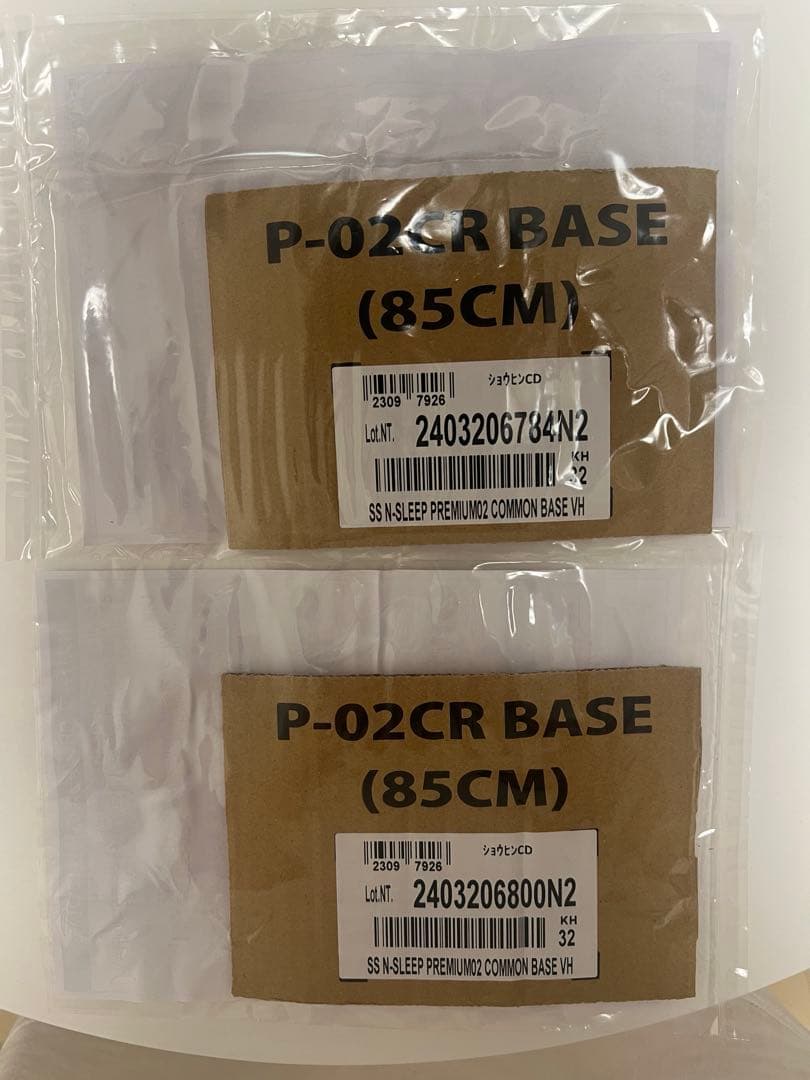 P-02CR BASE
(85CM)
ショウヒンCD
2309 7926
Lot.NT. 2403206784N2
KH
32
SS N-SLEEP PREMIUM02 COMMON BASE VH
P-02CR BASE
(85CM)
ショウヒンCD
2309 7926
Lot.NT. 2403206800N2
KH
32
SS N-SLEEP PREMIUM02 COMMON BASE VH